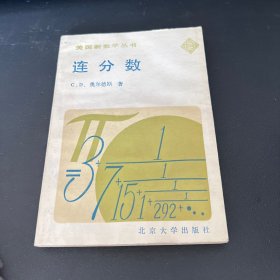 美国新数学丛书
连分数
C.D. 奥尔德斯 著
π
=3+1
7+1
15+1
1+1
292+...
北京大学出版社